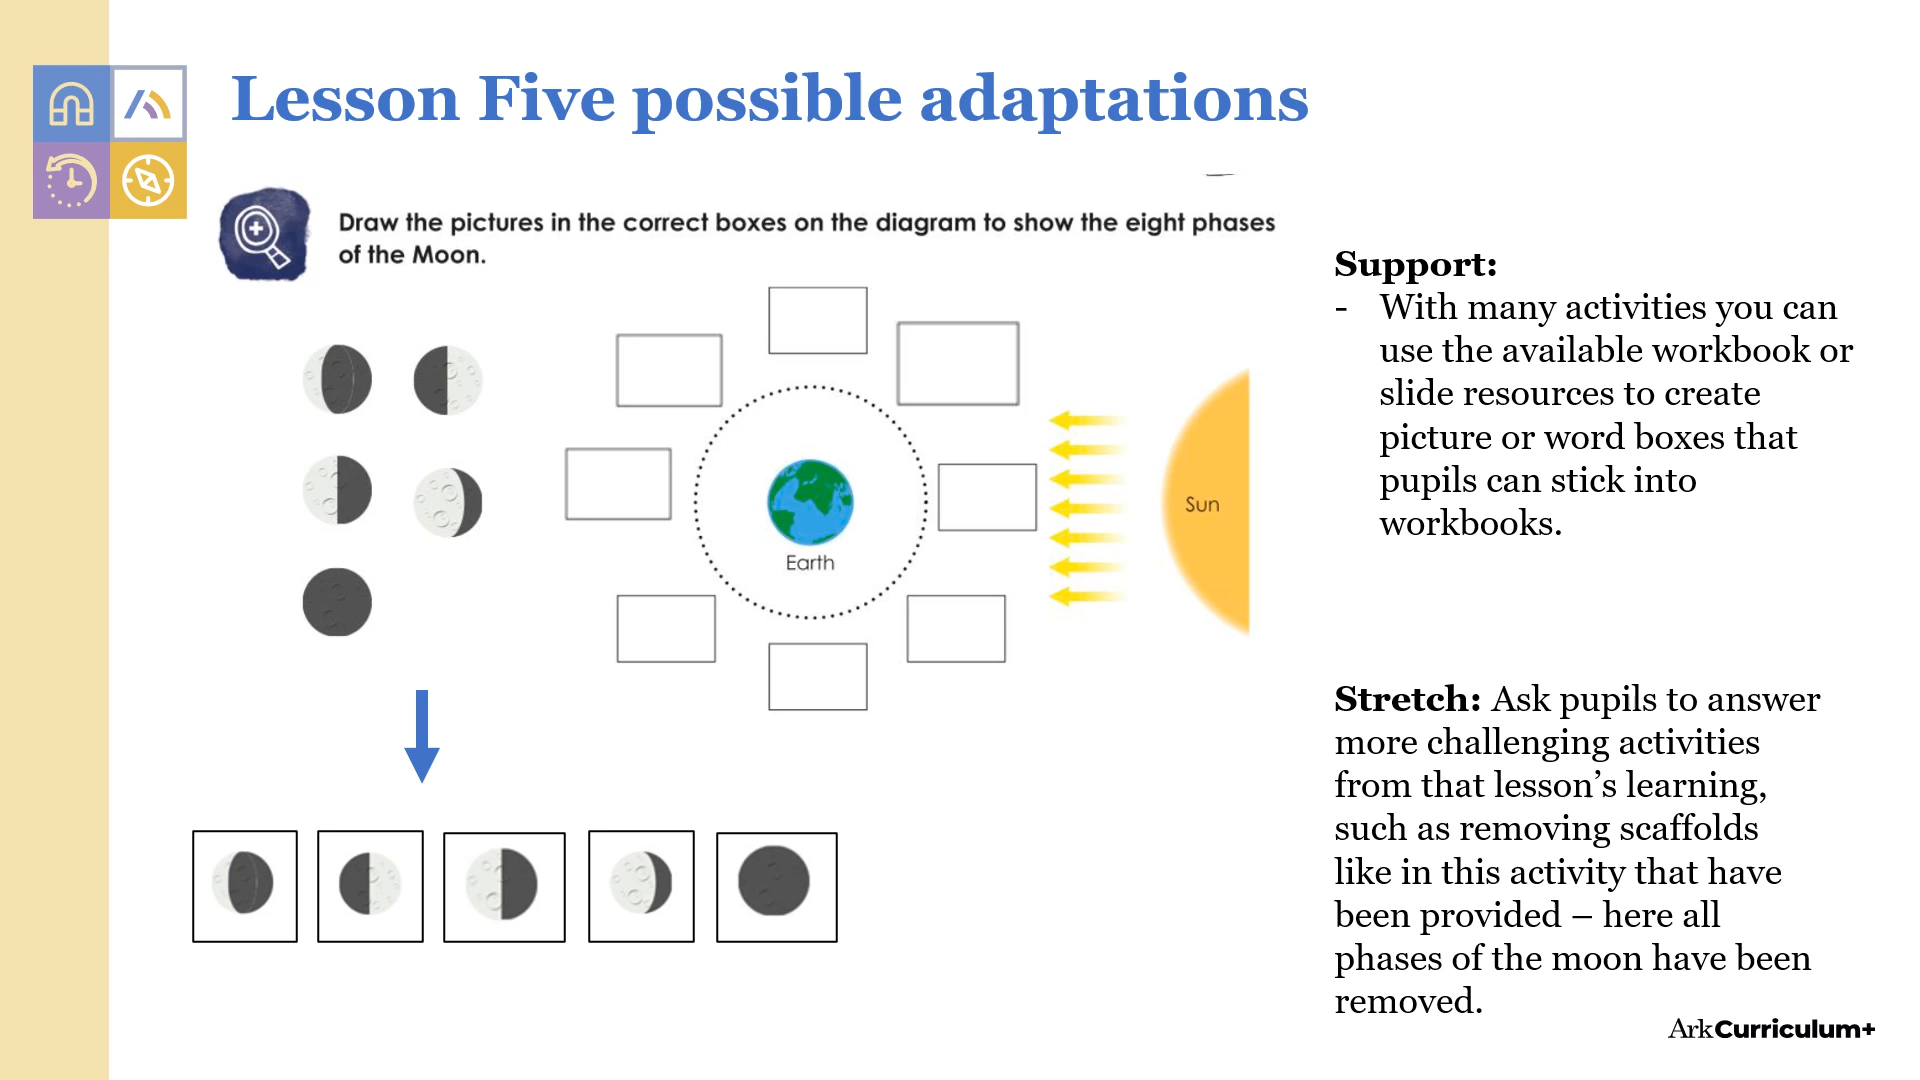 Lesson Five possible adaptations
Draw the pictures in the correct boxes on the diagram to show the eight phases
of the Moon.
Earth
Sun
Support:
- With many activities you can
use the available workbook or
slide resources to create
picture or word boxes that
pupils can stick into
workbooks.
Stretch: Ask pupils to answer
more challenging activities
from that lesson’s learning,
such as removing scaffolds
like in this activity that have
been provided – here all
phases of the moon have been
removed.
ArkCurriculum+